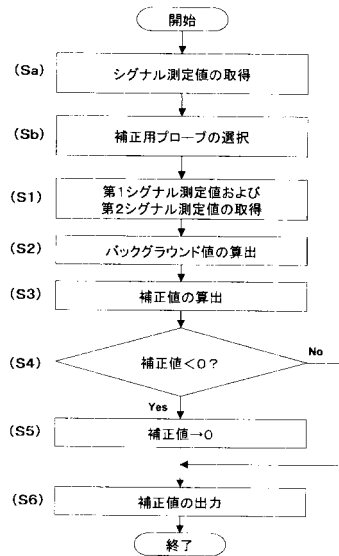 開始
(Sa)
シグナル測定値の取得
(Sb)
補正用プローブの選択
(S1)
第1シグナル測定値および
第2シグナル測定値の取得
(S2)
バックグラウンド値の算出
(S3)
補正値の算出
(S4)
補正値<0?
No
Yes
(S5)
補正値→0
(S6)
補正値の出力
終了